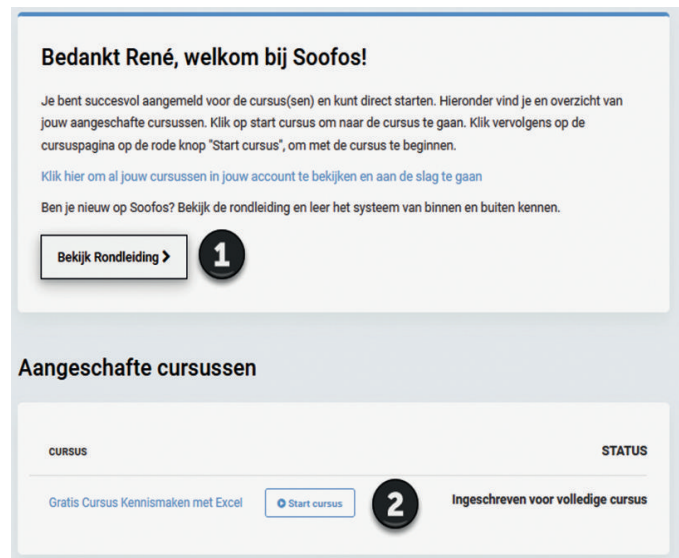 Bedankt René, welkom bij Soofos!
Je bent succesvol aangemeld voor de cursus(sen) en kunt direct starten. Hieronder vind je en overzicht van
jouw aangeschafte cursussen. Klik op start cursus om naar de cursus te gaan. Klik vervolgens op de
cursuspagina op de rode knop "Start cursus", om met de cursus te beginnen.
Klik hier om al jouw cursussen in jouw account te bekijken en aan de slag te gaan
Ben je nieuw op Soofos? Bekijk de rondleiding en leer het systeem van binnen en buiten kennen.
Bekijk Rondleiding > 1
Aangeschafte cursussen
CURSUS STATUS
Gratis Cursus Kennismaken met Excel Start cursus 2 Ingeschreven voor volledige cursus